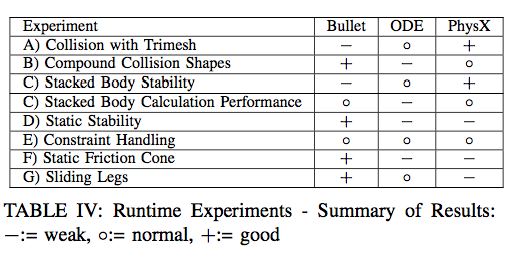 Experiment Bullet ODE PhysX
A) Collision with Trimesh − ∘ +
B) Compound Collision Shapes + − ∘
C) Stacked Body Stability − ∘ +
C) Stacked Body Calculation Performance ∘ − ∘
D) Static Stability + − −
E) Constraint Handling ∘ ∘ ∘
F) Static Friction Cone + − −
G) Sliding Legs + ∘ −
TABLE IV: Runtime Experiments - Summary of Results:
−:= weak, ∘:= normal, +:= good